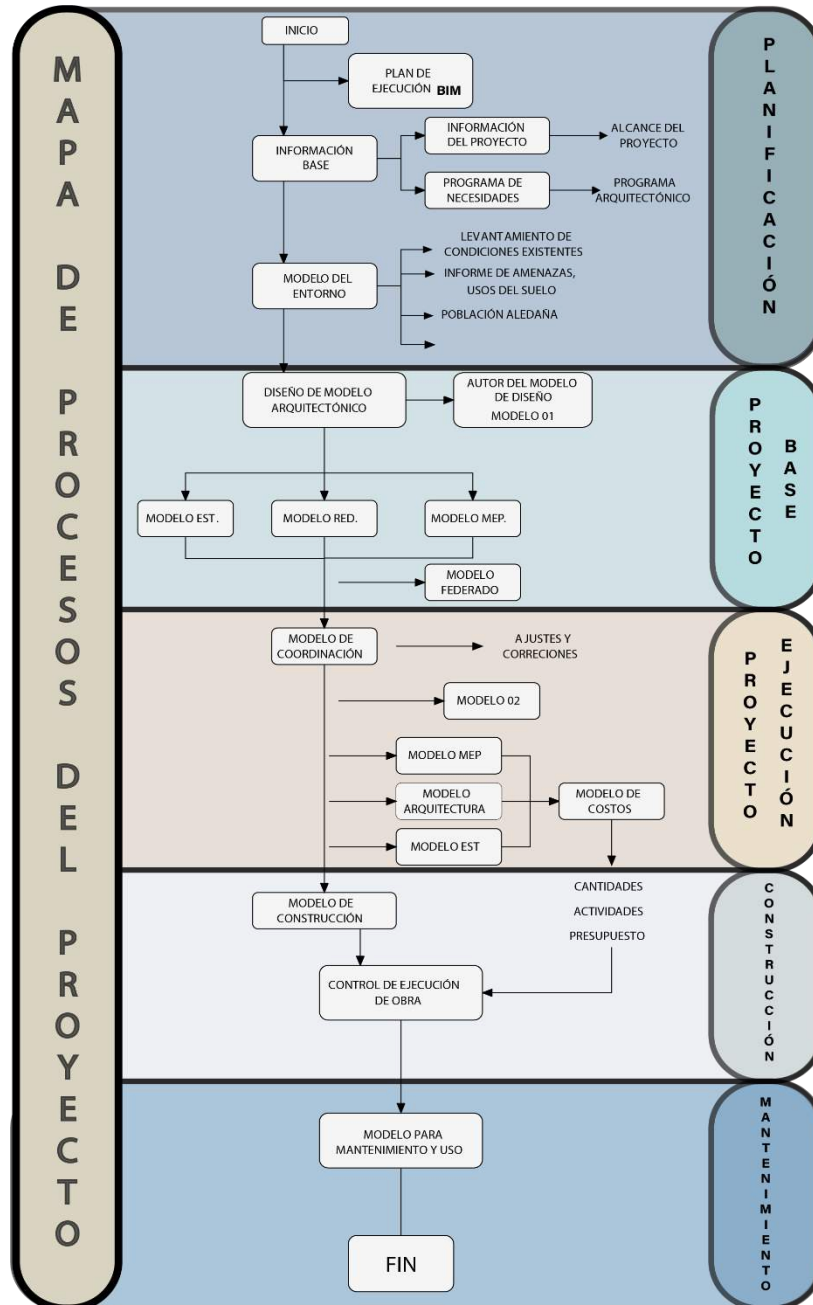 MAPA DE PROCESOS DEL PROYECTO
PLANIFICACIÓN
INICIO
PLAN DE
EJECUCIÓN BIM
INFORMACIÓN
BASE
INFORMACIÓN
DEL PROYECTO
ALCANCE DEL
PROYECTO
PROGRAMA DE
NECESIDADES
PROGRAMA
ARQUITECTÓNICO
MODELO DEL
ENTORNO
LEVANTAMIENTO DE
CONDICIONES EXISTENTES
INFORME DE AMENAZAS,
USOS DEL SUELO
POBLACIÓN ALEDAÑA
PROYECTO
BASE
DISEÑO DE MODELO
ARQUITECTÓNICO
AUTOR DEL MODELO
DE DISEÑO
MODELO 01
MODELO EST.
MODELO RED.
MODELO MEP.
MODELO
FEDERADO
PROYECTO
EJECUCIÓN
MODELO DE
COORDINACIÓN
AJUSTES Y
CORRECIONES
MODELO 02
MODELO MEP
MODELO
ARQUITECTURA
MODELO EST
MODELO DE
COSTOS
CONSTRUCCIÓN
CANTIDADES
ACTIVIDADES
PRESUPUESTO
MODELO DE
CONSTRUCCIÓN
CONTROL DE EJECUCIÓN
DE OBRA
MANTENIMIENTO
MODELO PARA
MANTENIMIENTO Y USO
FIN